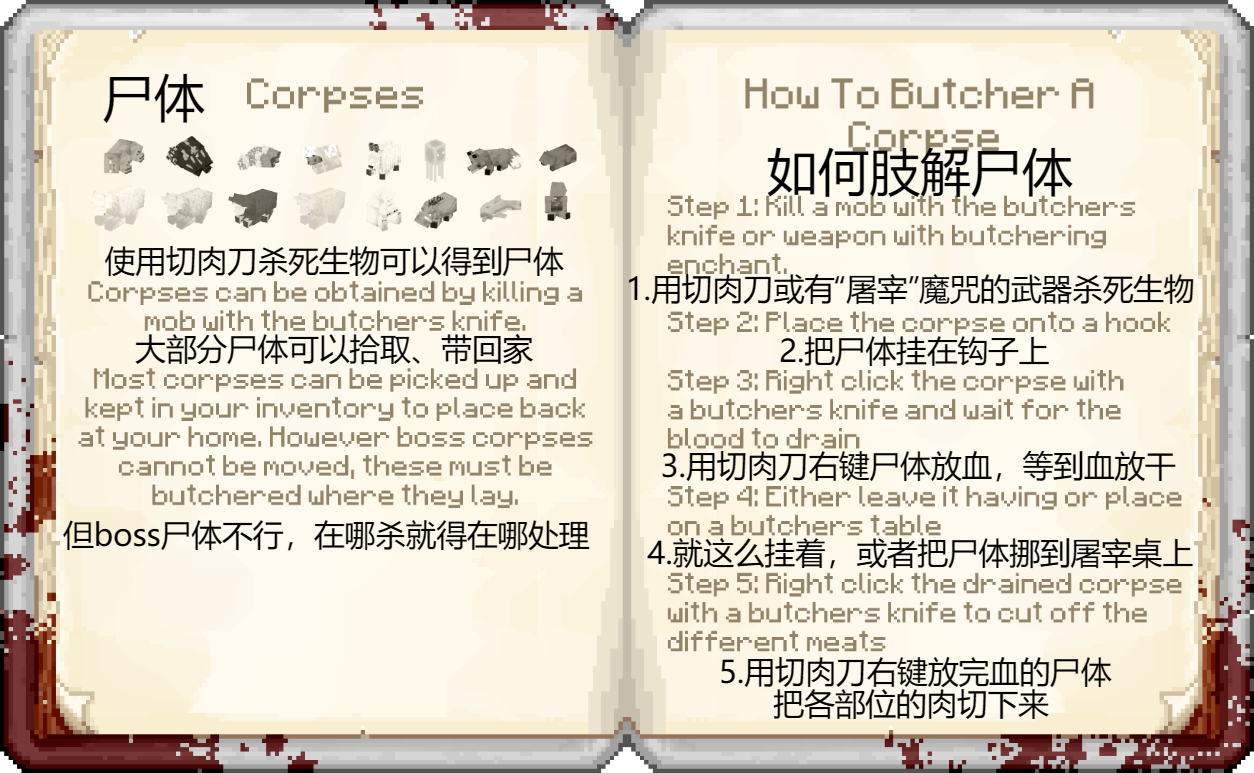 尸体 Corpses
使用切肉刀杀死生物可以得到尸体
Corpses can be obtained by killing a
mob with the butchers knife.
大部分尸体可以拾取、带回家
Most corpses can be picked up and
kept in your inventory to place back
at your home. However boss corpses
cannot be moved, these must be
butchered where they lay.
但boss尸体不行，在哪杀就得在哪处理
How To Butcher A
Corpse
如何肢解尸体
Step 1: Kill a mob with the butchers
knife or weapon with butchering
enchant.
1.用切肉刀或有“屠宰”魔咒的武器杀死生物
Step 2: Place the corpse onto a hook
2.把尸体挂在钩子上
Step 3: Right click the corpse with
a butchers knife and wait for the
blood to drain
3.用切肉刀右键尸体放血，等到血放干
Step 4: Either leave it having or place
on a butchers table
4.就这么挂着，或者把尸体挪到屠宰桌上
Step 5: Right click the drained corpse
with a butchers knife to cut off the
different meats
5.用切肉刀右键放完血的尸体
把各部位的肉切下来